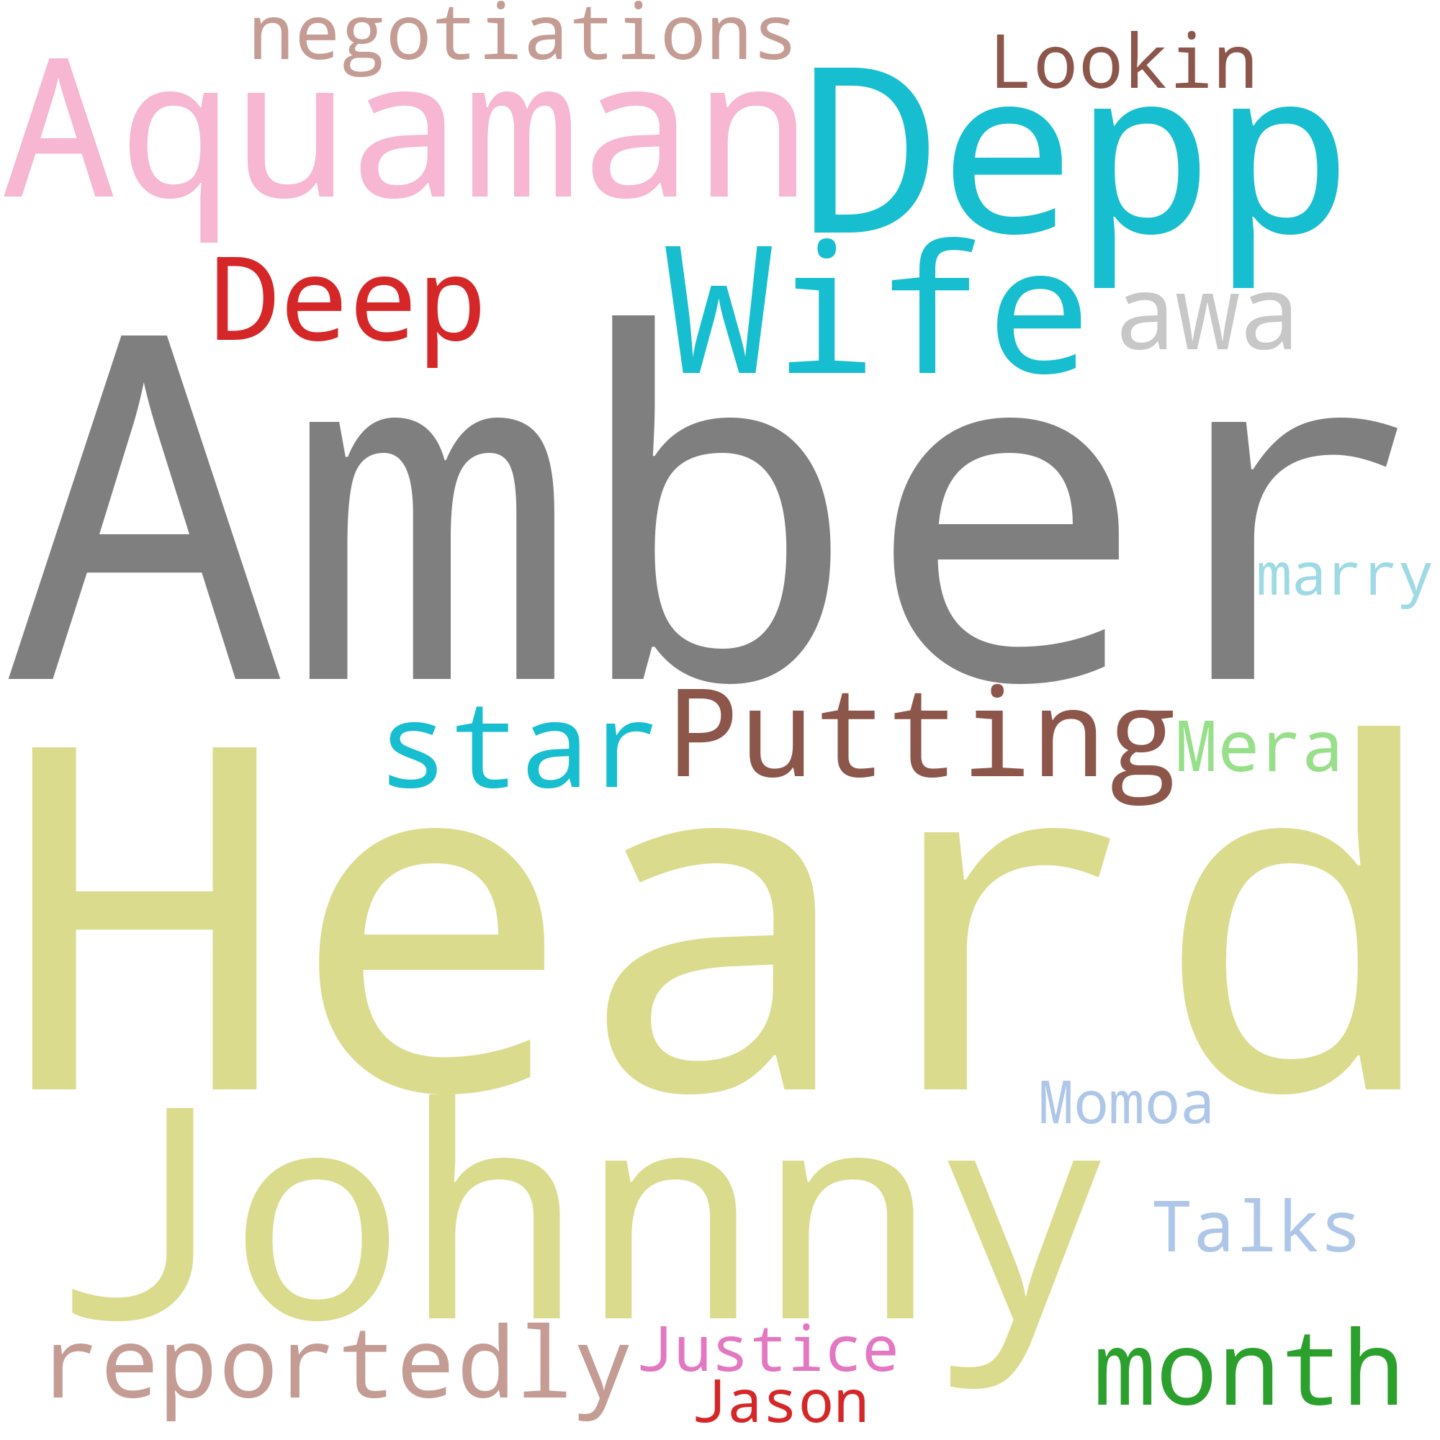 negotiations
Lookin
Aquaman
Depp
Deep
Wife
awa
Amber
marry
star
Putting
Mera
Heard
Momoa
Johnny
Talks
reportedly
Justice
month
Jason